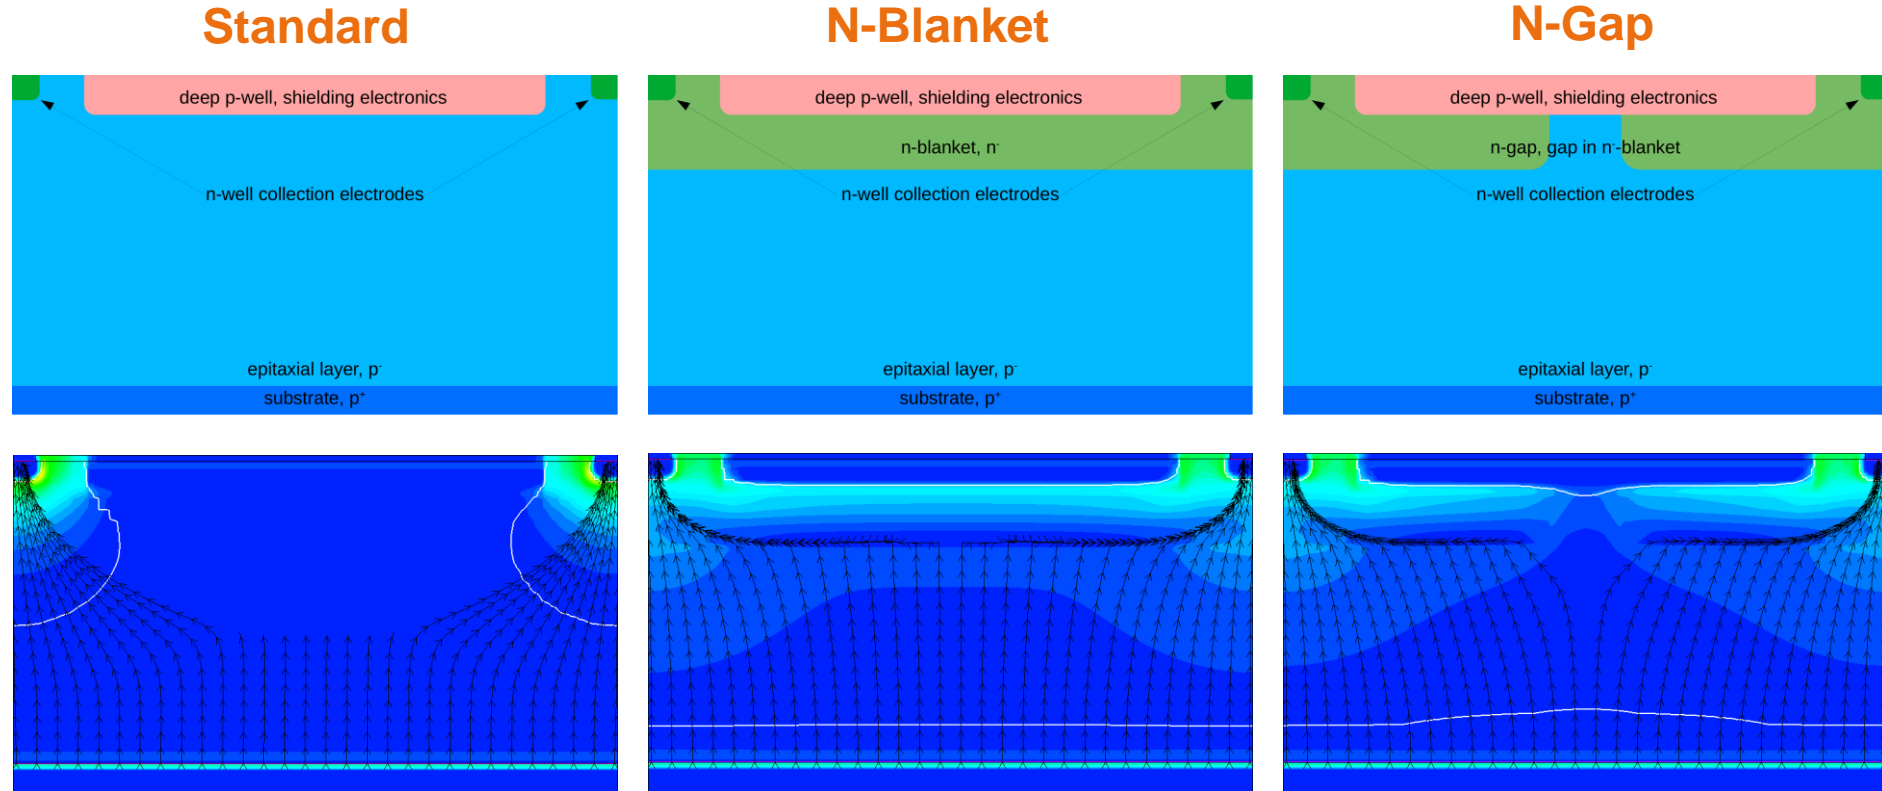 Standard
N-Blanket
N-Gap
deep p-well, shielding electronics
n-well collection electrodes
epitaxial layer, p⁻
substrate, p⁺
deep p-well, shielding electronics
n-blanket, n⁻
n-well collection electrodes
epitaxial layer, p⁻
substrate, p⁺
deep p-well, shielding electronics
n-gap, gap in n⁻-blanket
n-well collection electrodes
epitaxial layer, p⁻
substrate, p⁺